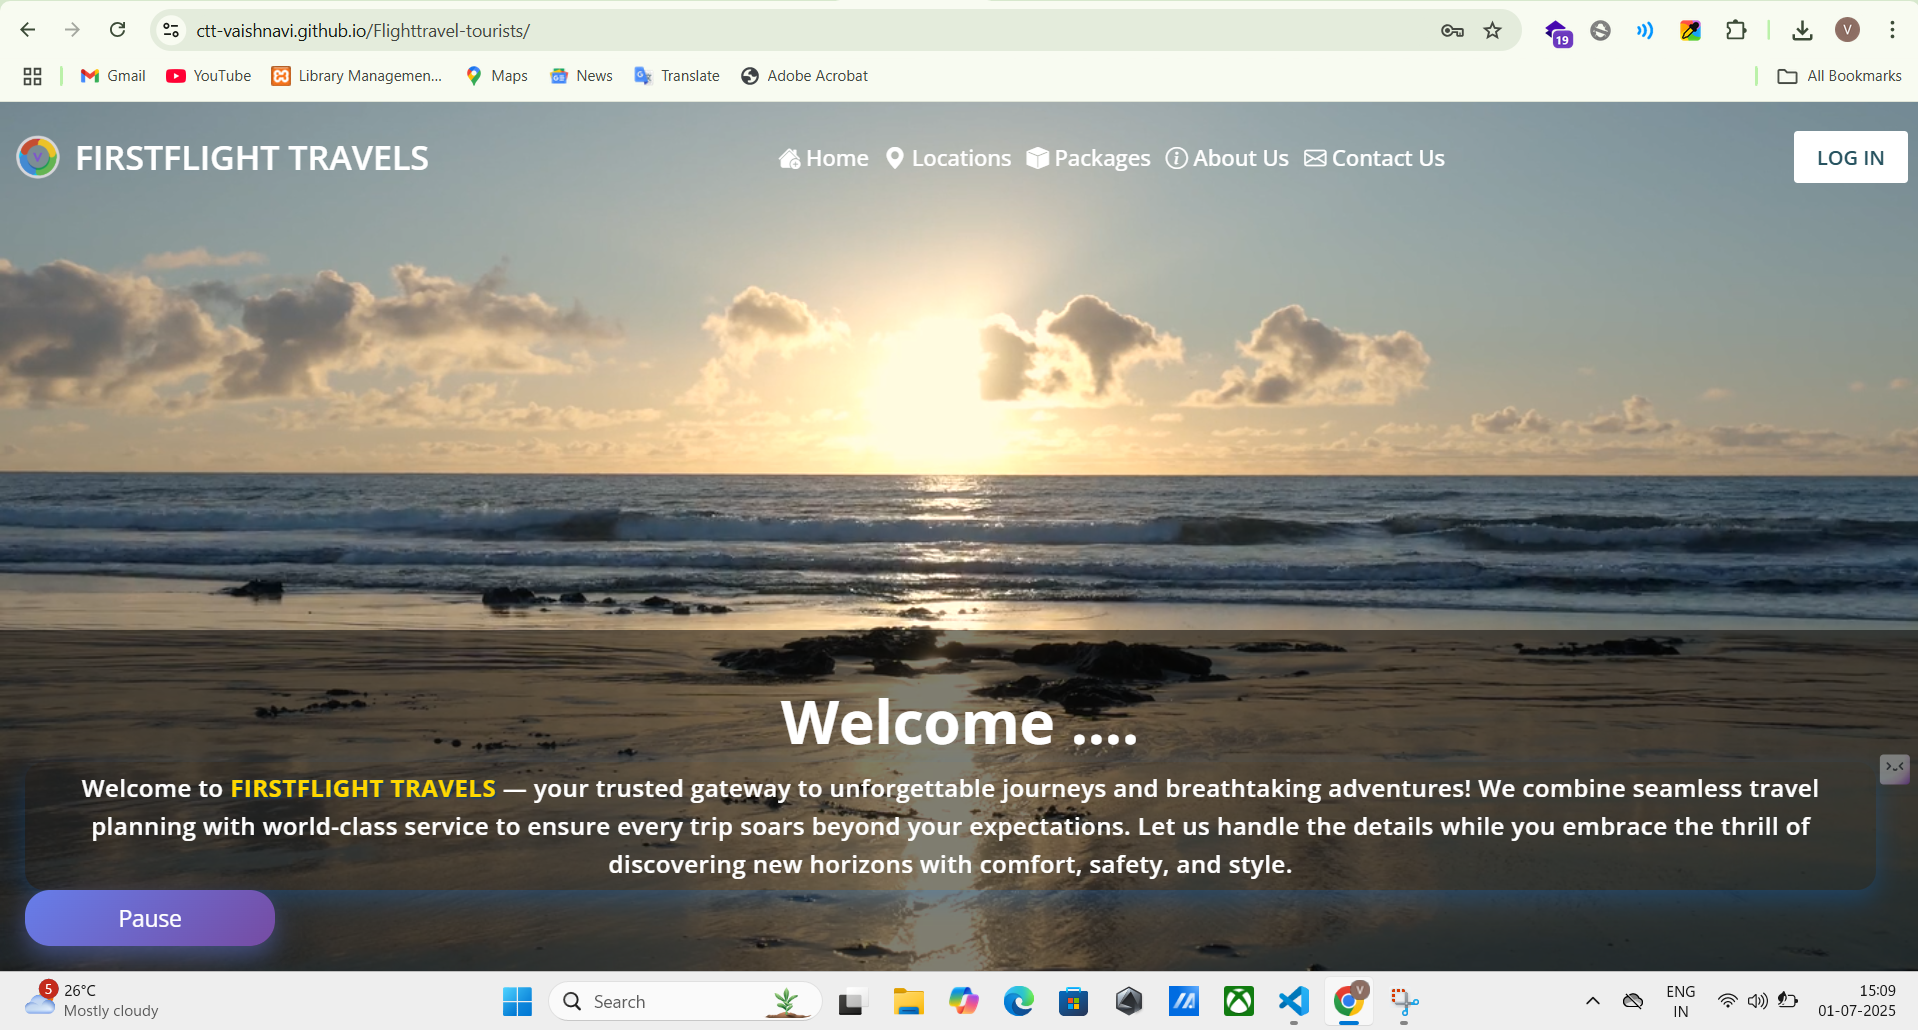 ctt-vaishnavi.github.io/Flighttravel-tourists/
19
V
Gmail
YouTube
Library Managemen...
Maps
News
Translate
Adobe Acrobat
All Bookmarks
V
FIRSTFLIGHT TRAVELS
Home
Locations
Packages
About Us
Contact Us
LOG IN
Welcome ....
Welcome to FIRSTFLIGHT TRAVELS — your trusted gateway to unforgettable journeys and breathtaking adventures! We combine seamless travel
planning with world-class service to ensure every trip soars beyond your expectations. Let us handle the details while you embrace the thrill of
discovering new horizons with comfort, safety, and style.
Pause
5
26°C
Mostly cloudy
Search
V
ENG
IN
15:09
01-07-2025